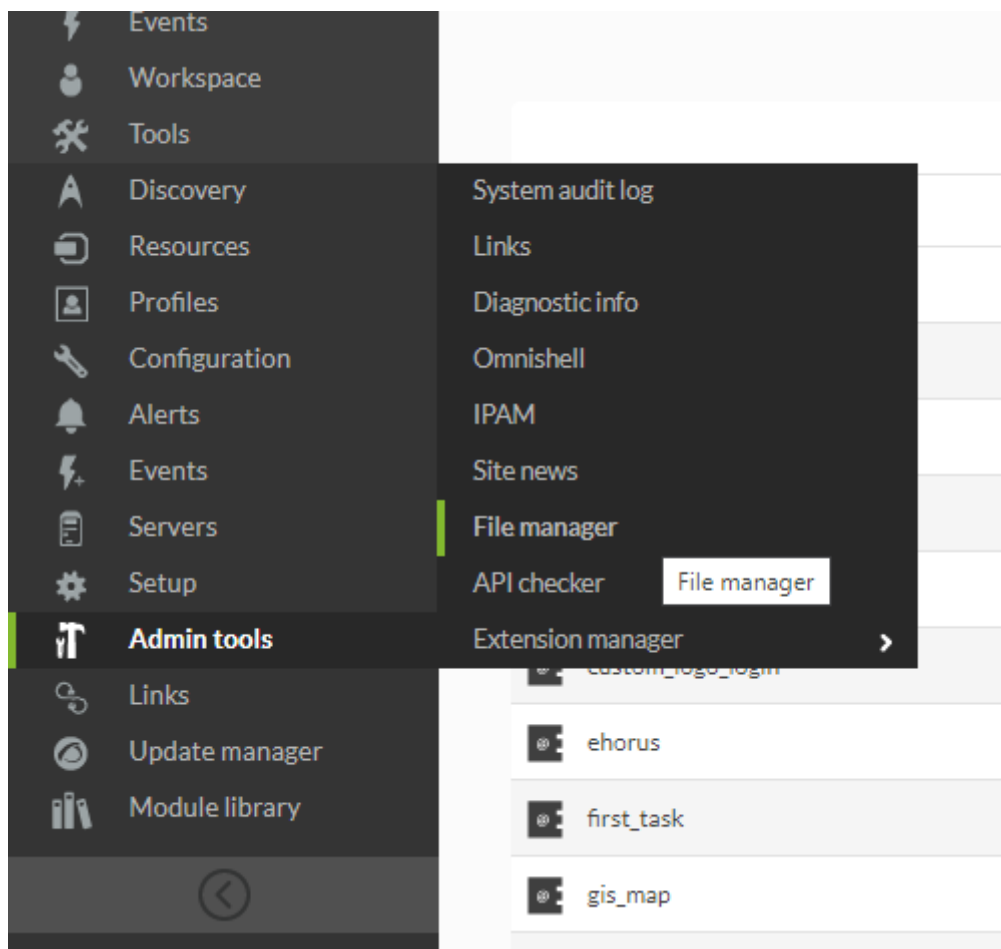 Events
Workspace
Tools
Discovery
Resources
Profiles
Configuration
Alerts
Events
Servers
Setup
Admin tools
Links
Update manager
Module library
System audit log
Links
Diagnostic info
Omnishell
IPAM
Site news
File manager
API checker
File manager
Extension manager
custom_logo_login
ehorus
first_task
gis_map